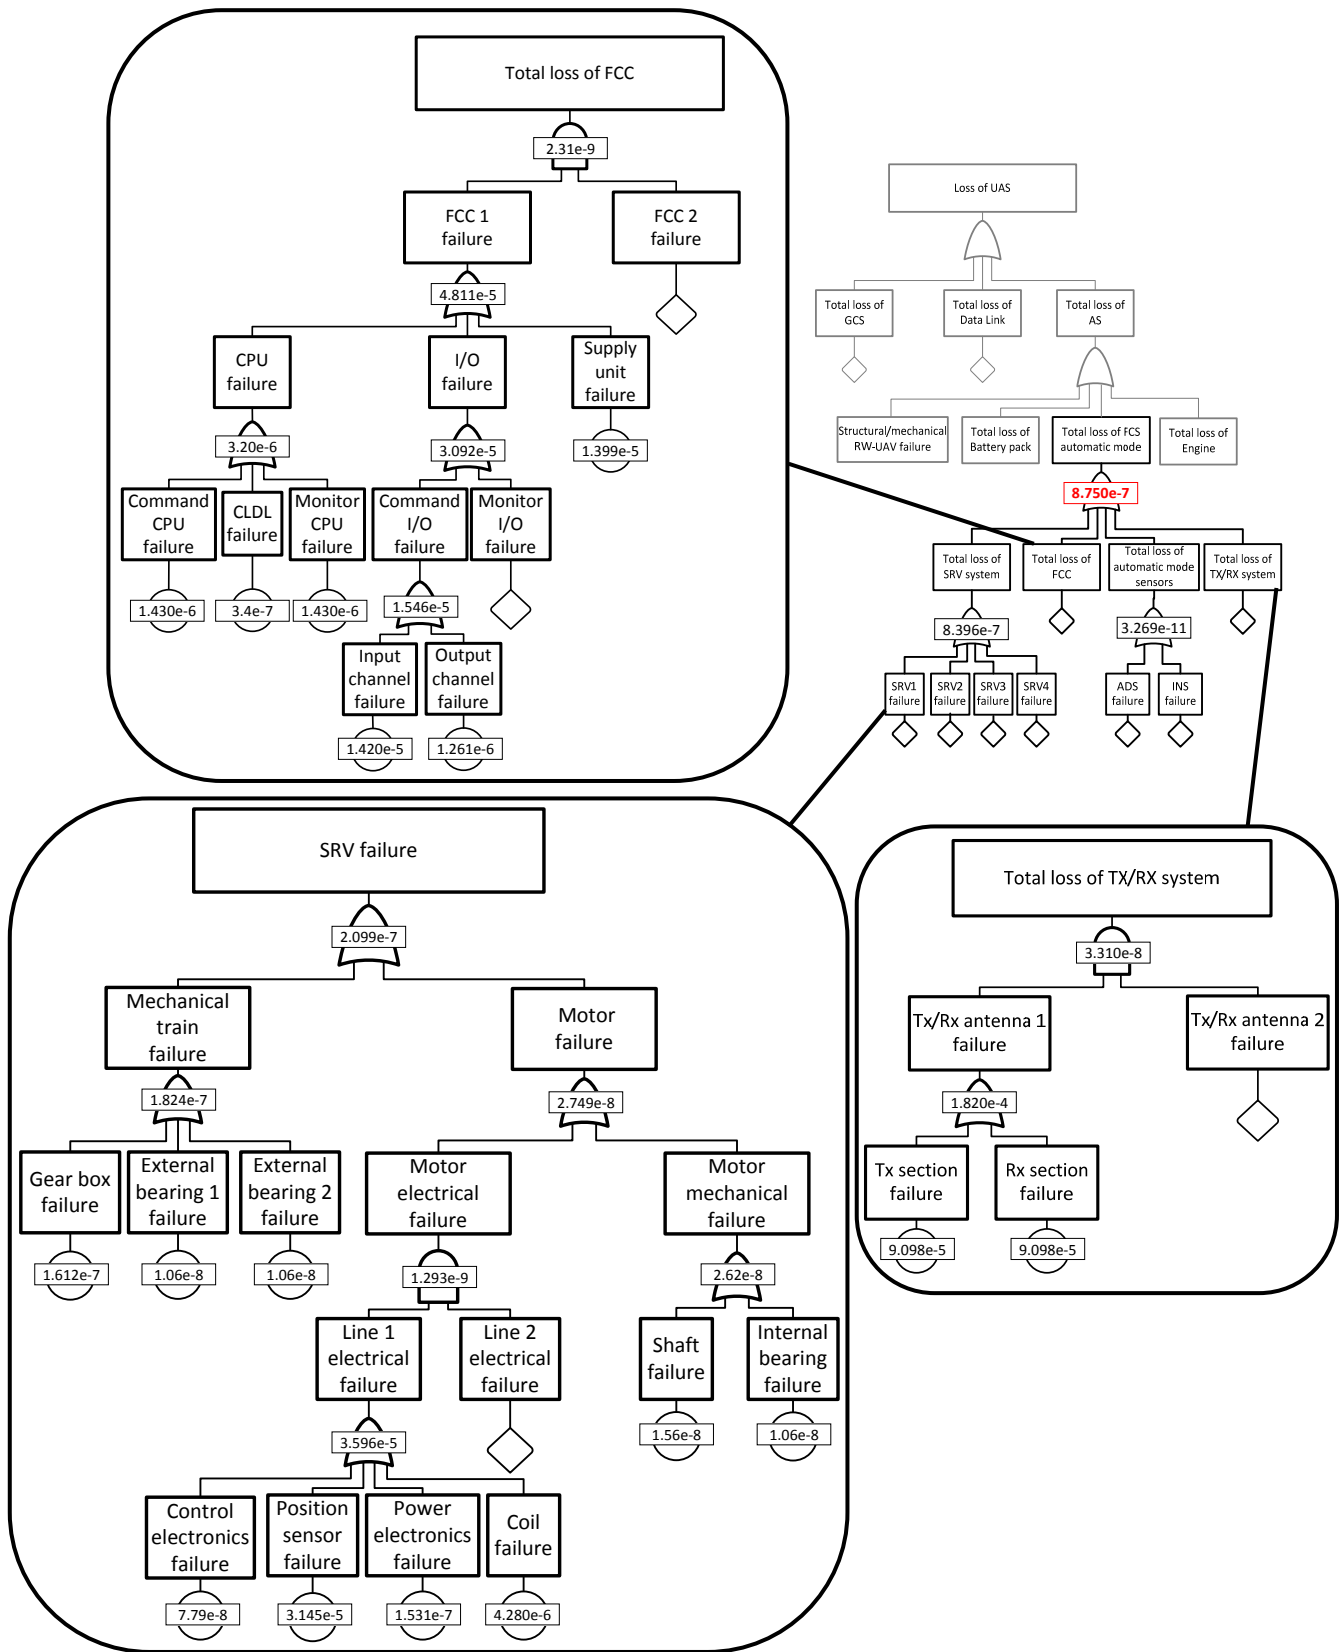 Total loss of FCC
2.31e-9
FCC 1
failure
FCC 2
failure
4.811e-5
CPU
failure
I/O
failure
Supply
unit
failure
3.20e-6
3.092e-5
1.399e-5
Command
CPU
failure
CLDL
failure
Monitor
CPU
failure
Command
I/O
failure
Monitor
I/O
failure
1.430e-6
3.4e-7
1.430e-6
1.546e-5
Input
channel
failure
Output
channel
failure
1.420e-5
1.261e-6
Loss of UAS
Total loss of
GCS
Total loss of
Data Link
Total loss of
AS
Structural/mechanical
RW-UAV failure
Total loss of
Battery pack
Total loss of FCS
automatic mode
Total loss of
Engine
8.750e-7
Total loss of
SRV system
Total loss of
FCC
Total loss of
automatic mode
sensors
Total loss of
TX/RX system
8.396e-7
3.269e-11
SRV1
failure
SRV2
failure
SRV3
failure
SRV4
failure
ADS
failure
INS
failure
SRV failure
2.099e-7
Mechanical
train
failure
Motor
failure
1.824e-7
2.749e-8
Gear box
failure
External
bearing 1
failure
External
bearing 2
failure
Motor
electrical
failure
Motor
mechanical
failure
1.612e-7
1.06e-8
1.06e-8
1.293e-9
2.62e-8
Line 1
electrical
failure
Line 2
electrical
failure
Shaft
failure
Internal
bearing
failure
3.596e-5
1.56e-8
1.06e-8
Control
electronics
failure
Position
sensor
failure
Power
electronics
failure
Coil
failure
7.79e-8
3.145e-5
1.531e-7
4.280e-6
Total loss of TX/RX system
3.310e-8
Tx/Rx antenna 1
failure
Tx/Rx antenna 2
failure
1.820e-4
Tx section
failure
Rx section
failure
9.098e-5
9.098e-5